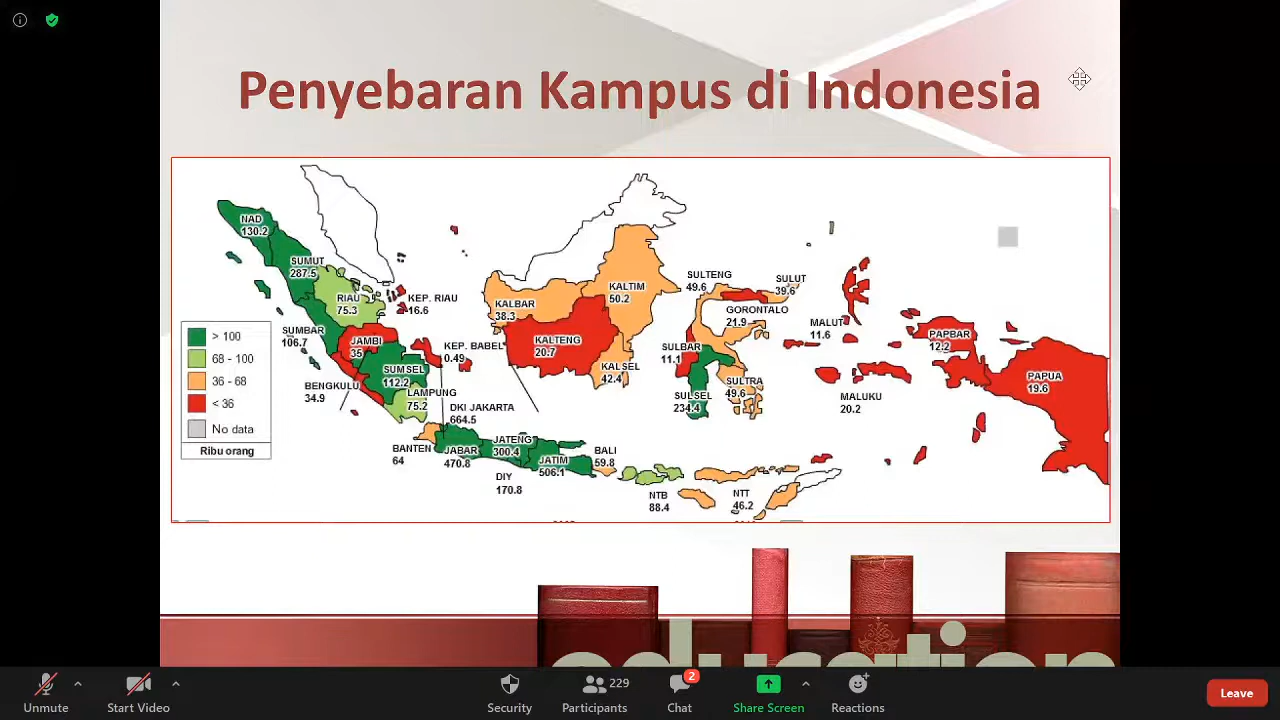 Penyebaran Kampus di Indonesia
NAD
130.2
SUMUT
287.5
RIAU
75.3
KEP. RIAU
16.6
SUMBAR
106.7
JAMBI
35
KEP. BABEL
0.49
SUMSEL
112.2
BENGKULU
34.9
LAMPUNG
75.2
DKI JAKARTA
664.5
BANTEN
64
JABAR
470.8
JATENG
300.4
DIY
170.8
JATIM
506.1
BALI
59.8
NTB
88.4
NTT
46.2
KALBAR
38.3
KALTENG
20.7
KALTIM
50.2
KALSEL
42.4
SULTENG
49.6
SULUT
39.6
GORONTALO
21.9
SULBAR
11.1
SULSEL
234.4
SULTRA
49.6
MALUT
11.6
MALUKU
20.2
PAPBAR
12.2
PAPUA
19.6
> 100
68 - 100
36 - 68
< 36
No data
Ribu orang
education
Unmute
Start Video
Security
229
Participants
2
Chat
Share Screen
Reactions
Leave